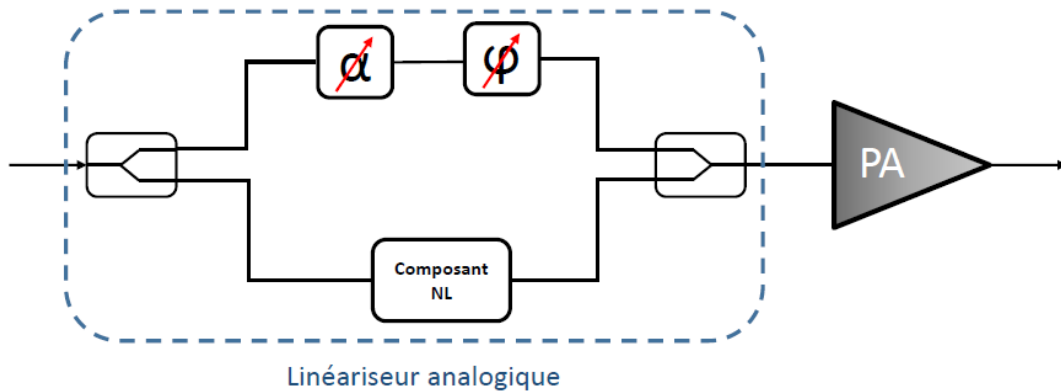 α
φ
PA
Composant
NL
Linéariseur analogique